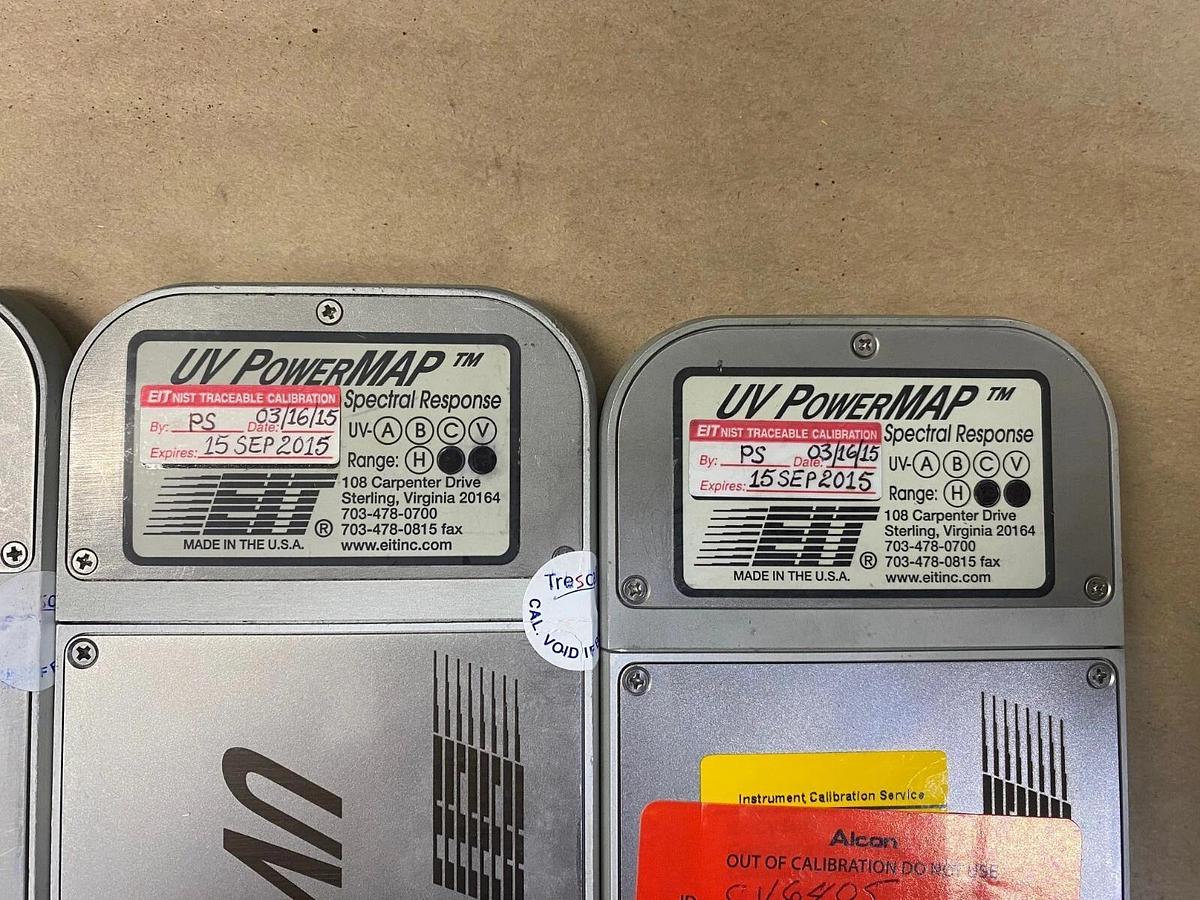 UV POWERMAP ™
EIT NIST TRACEABLE CALIBRATION
By: PS Date: 03/16/15
Expires: 15 SEP 2015
Spectral Response
UV- A B C V
Range: H
EIT ®
MADE IN THE U.S.A.
108 Carpenter Drive
Sterling, Virginia 20164
703-478-0700
703-478-0815 fax
www.eitinc.com
CAL. VOID IF
UV POWERMAP ™
EIT NIST TRACEABLE CALIBRATION
By: PS Date: 03/16/15
Expires: 15 SEP 2015
Spectral Response
UV- A B C V
Range: H
EIT ®
MADE IN THE U.S.A.
108 Carpenter Drive
Sterling, Virginia 20164
703-478-0700
703-478-0815 fax
www.eitinc.com
Instrument Calibration Service
Alcon
OUT OF CALIBRATION DO NOT USE